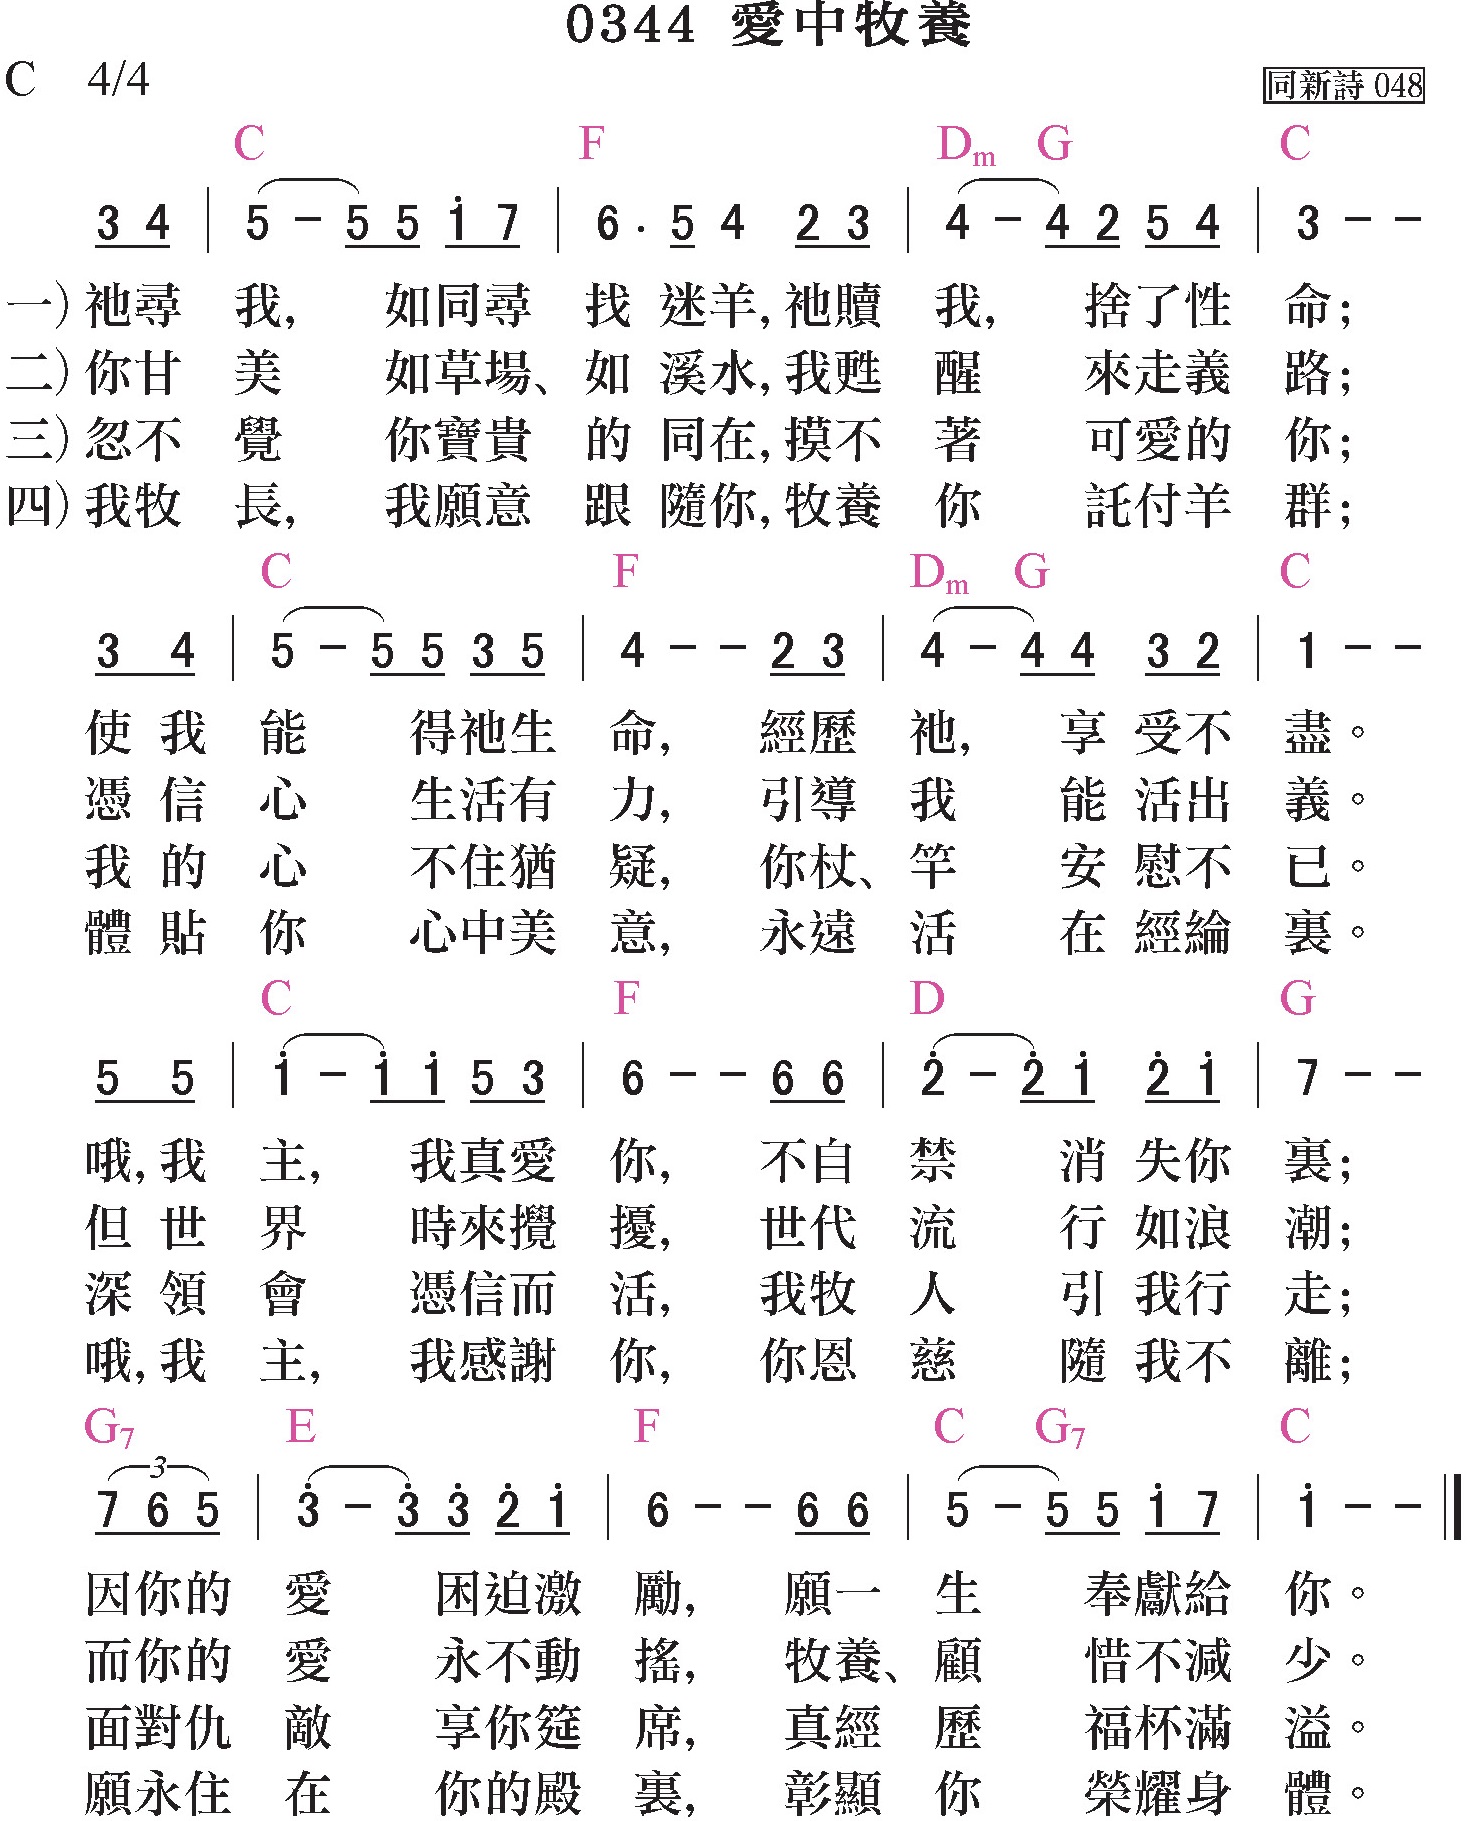 0344 愛中牧養
C 4/4
同新詩 048
C F Dm G C
3 4 | 5 - 5 5 1̇ 7 | 6 . 5 4 2 3 | 4 - 4 2 5 4 | 3 - -
一)祂尋 我, 如同尋 找 迷羊,祂贖 我, 捨了性 命;
二)你甘 美 如草場、如 溪水,我甦 醒 來走義 路;
三)忽不 覺 你寶貴 的 同在,摸不 著 可愛的 你;
四)我牧 長, 我願意 跟 隨你,牧養 你 託付羊 群;
C F Dm G C
3 4 | 5 - 5 5 3 5 | 4 - - 2 3 | 4 - 4 4 3 2 | 1 - -
使 我 能 得祂生 命, 經歷 祂, 享 受不 盡。
憑 信 心 生活有 力, 引導 我 能 活出 義。
我 的 心 不住猶 疑, 你杖、竿 安 慰不 已。
體 貼 你 心中美 意, 永遠 活 在 經綸 裏。
C F D G
5 5 | 1̇ - 1̇ 1̇ 5 3 | 6 - - 6 6 | 2̇ - 2̇ 1̇ 2̇ 1̇ | 7 - -
哦,我 主, 我真愛 你, 不自 禁 消 失你 裏;
但 世 界 時來攪 擾, 世代 流 行 如浪 潮;
深 領 會 憑信而 活, 我牧 人 引 我行 走;
哦,我 主, 我感謝 你, 你恩 慈 隨 我不 離;
G7 E F C G7 C
3
7 6 5 | 3̇ - 3̇ 3̇ 2̇ 1̇ | 6 - - 6 6 | 5 - 5 5 1̇ 7 | 1̇ - -
因你的 愛 困迫激 勵, 願一 生 奉獻給 你。
而你的 愛 永不動 搖, 牧養、顧 惜不減 少。
面對仇 敵 享你筵 席, 真經 歷 福杯滿 溢。
願永住 在 你的殿 裏, 彰顯 你 榮耀身 體。